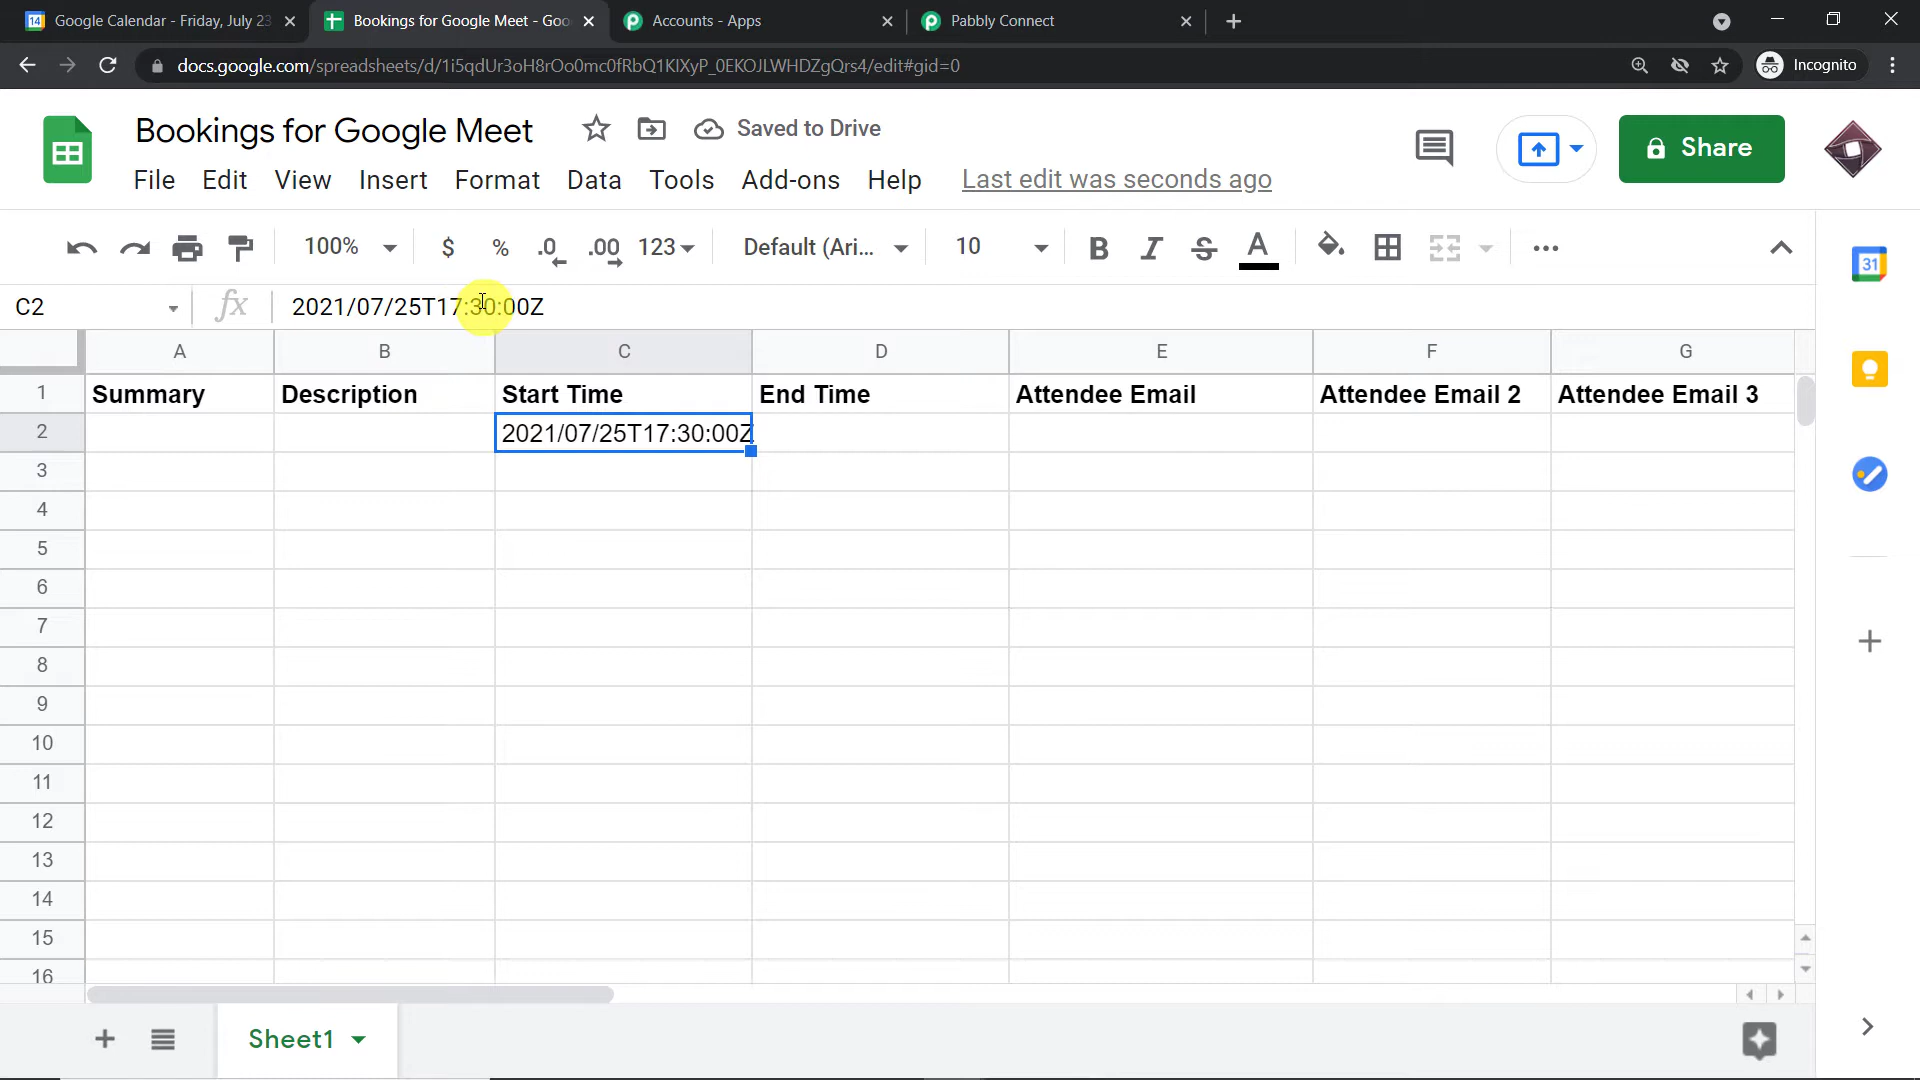 Google Calendar - Friday, July 23
Bookings for Google Meet - Goo
Accounts - Apps
Pabbly Connect
docs.google.com/spreadsheets/d/1i5qdUr3oH8rOo0mc0fRbQ1KIXyP_0EKOJLWHDZgQrs4/edit#gid=0
Incognito
Bookings for Google Meet
Saved to Drive
Share
File Edit View Insert Format Data Tools Add-ons Help Last edit was seconds ago
100% $ % .0 .00 123 Default (Ari... 10 B I S A
31
C2 fx 2021/07/25T17:30:00Z
A B C D E F G
1 Summary Description Start Time End Time Attendee Email Attendee Email 2 Attendee Email 3
2 2021/07/25T17:30:00Z
3
4
5
6
7
8
9
10
11
12
13
14
15
16
Sheet1